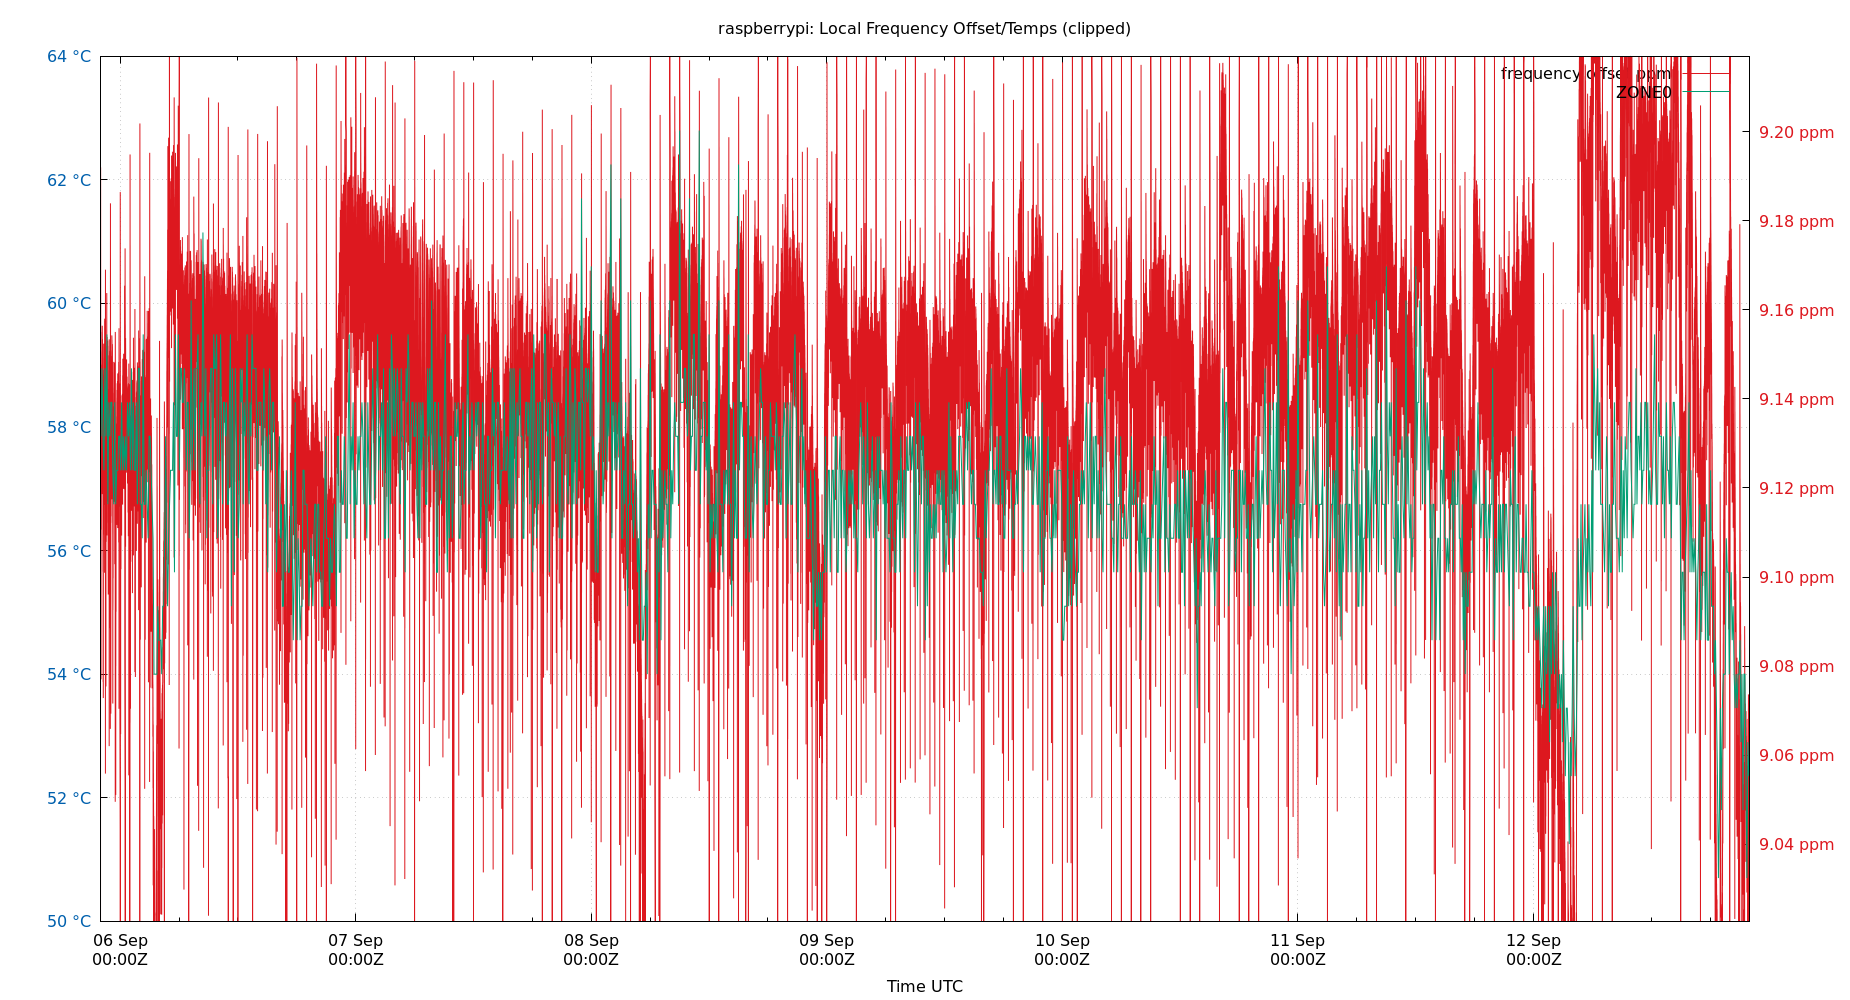 raspberrypi: Local Frequency Offset/Temps (clipped)
64 °C
62 °C
60 °C
58 °C
56 °C
54 °C
52 °C
50 °C
frequency offset ppm
ZONE0
9.20 ppm
9.18 ppm
9.16 ppm
9.14 ppm
9.12 ppm
9.10 ppm
9.08 ppm
9.06 ppm
9.04 ppm
06 Sep
00:00Z
07 Sep
00:00Z
08 Sep
00:00Z
09 Sep
00:00Z
10 Sep
00:00Z
11 Sep
00:00Z
12 Sep
00:00Z
Time UTC